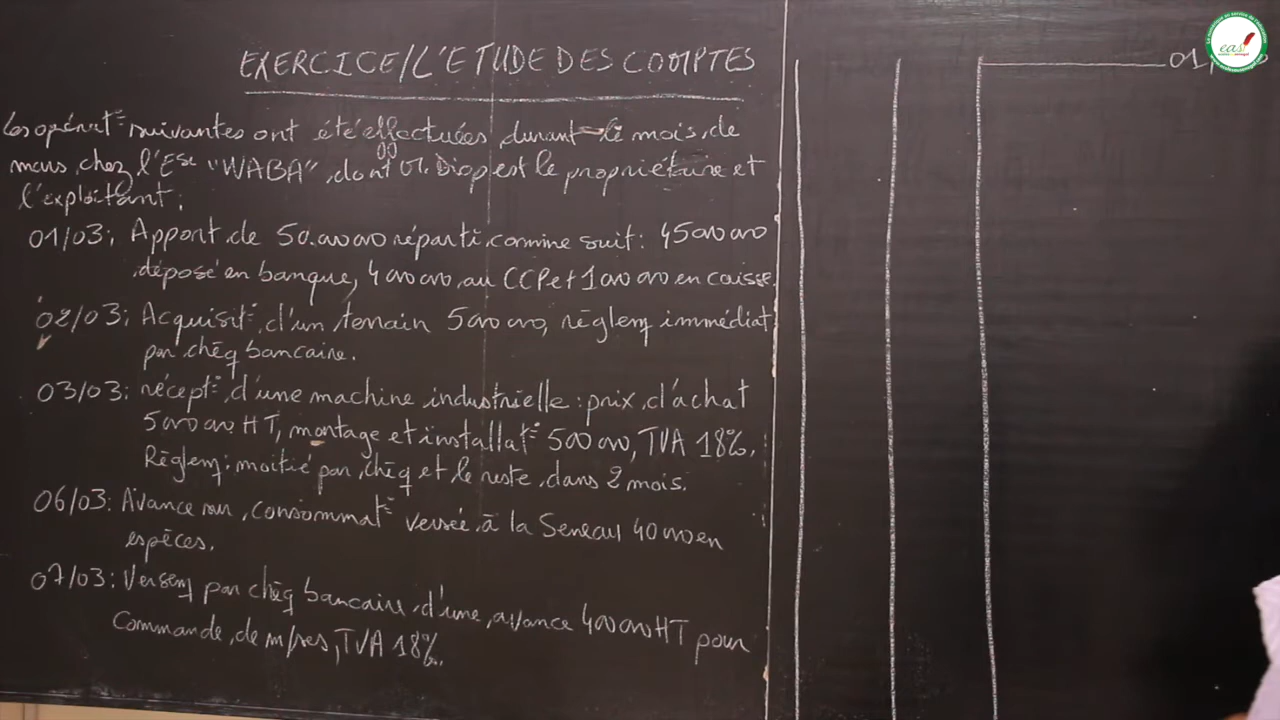 EXERCICE/L'ETUDE DES COMPTES
Les opérat= suivantes ont été effectuées durant le mois de
mars chez l'Ese "WABA", dont M. Diop est le propriétaire et
l'exploitant :
01/03: Apport de 50.000 000 réparti comme suit : 45 000 000
déposé en banque, 4 000 000 au CCP et 1 000 000 en caisse.
02/03: Acquisit= d'un terrain 5 000 000, règlem immédiat
par chèq bancaire.
03/03: récept= d'une machine industrielle : prix d'achat
5 000 000 HT, montage et installat= 500 000, TVA 18%.
Règlem : moitié par chèq et le reste dans 2 mois.
06/03: Avance sur consommat= versée à la Seneau 40 000 en
espèces.
07/03: Versem par chèq bancaire d'une avance 400 000 HT pour
Commande de m/ses, TVA 18%.
01/
eas